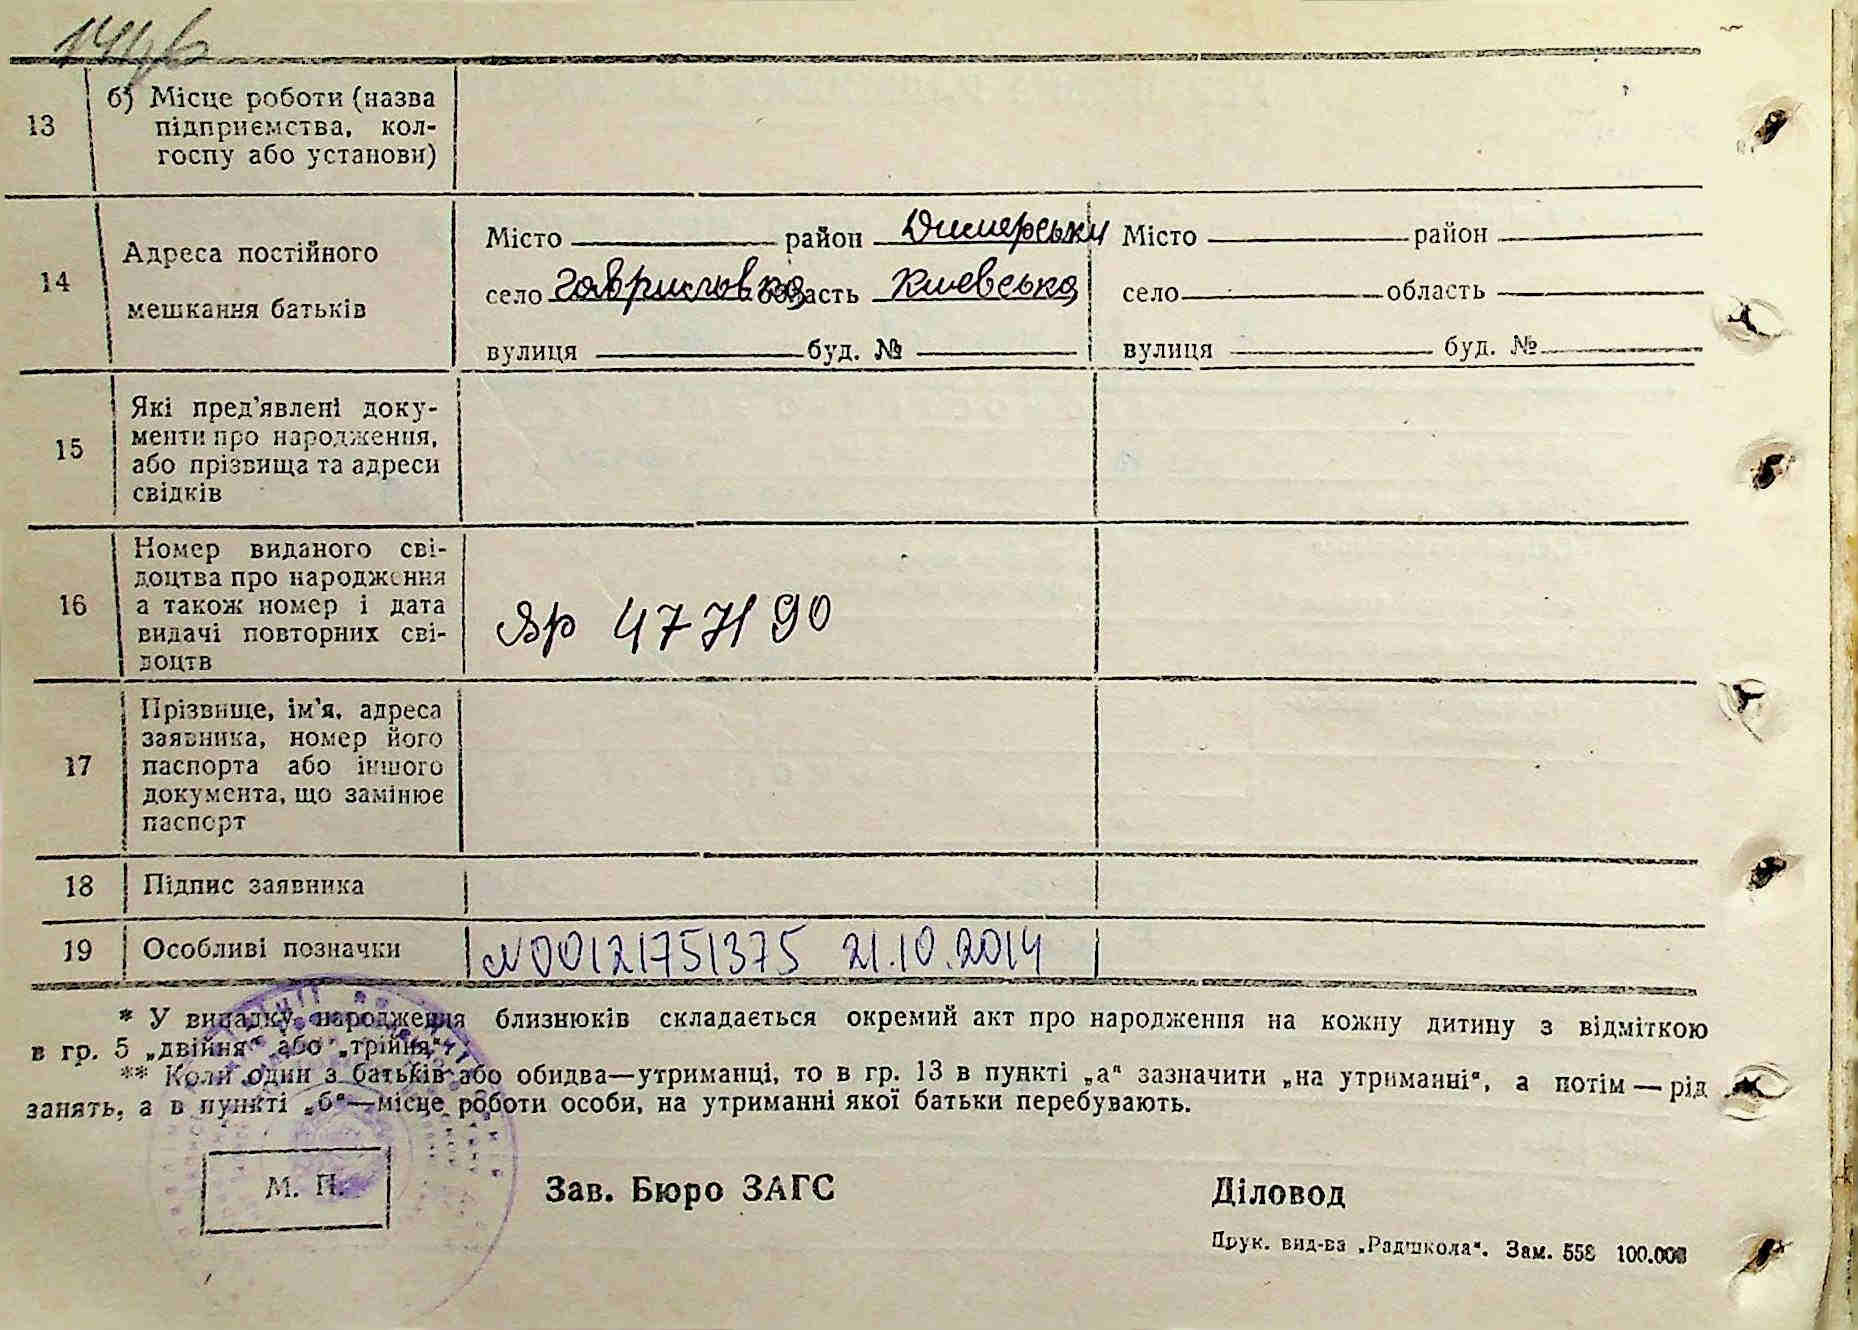 13
б) Місце роботи (назва
підприємства, кол-
госпу або установи)
14
Адреса постійного
мешкання батьків
Місто район Димерськи
село Гавриловка область Киевська
вулиця буд. №
Місто район
село область
вулиця буд. №
15
Які пред'явлені доку-
менти про народження,
або прізвища та адреси
свідків
16
Номер виданого сві-
доцтва про народження
а також номер і дата
видачі повторних сві-
доцтв
ЯР 477190
17
Прізвище, ім'я, адреса
заявника, номер його
паспорта або іншого
документа, що замінює
паспорт
18
Підпис заявника
19
Особливі позначки
N00121751375 21.10.2014
* У випадку народження близнюків складається окремий акт про народження на кожну дитину з відміткою
в гр. 5 „двійня“ або „трійня“.
** Коли один з батьків або обидва—утриманці, то в гр. 13 в пункті „а“ зазначити „на утриманні“, а потім — рід
занять, а в пункті „б“—місце роботи особи, на утриманні якої батьки перебувають.
М. П.
Зав. Бюро ЗАГС
Діловод
Друк. вид-ва „Радшкола“. Зам. 558 100.000